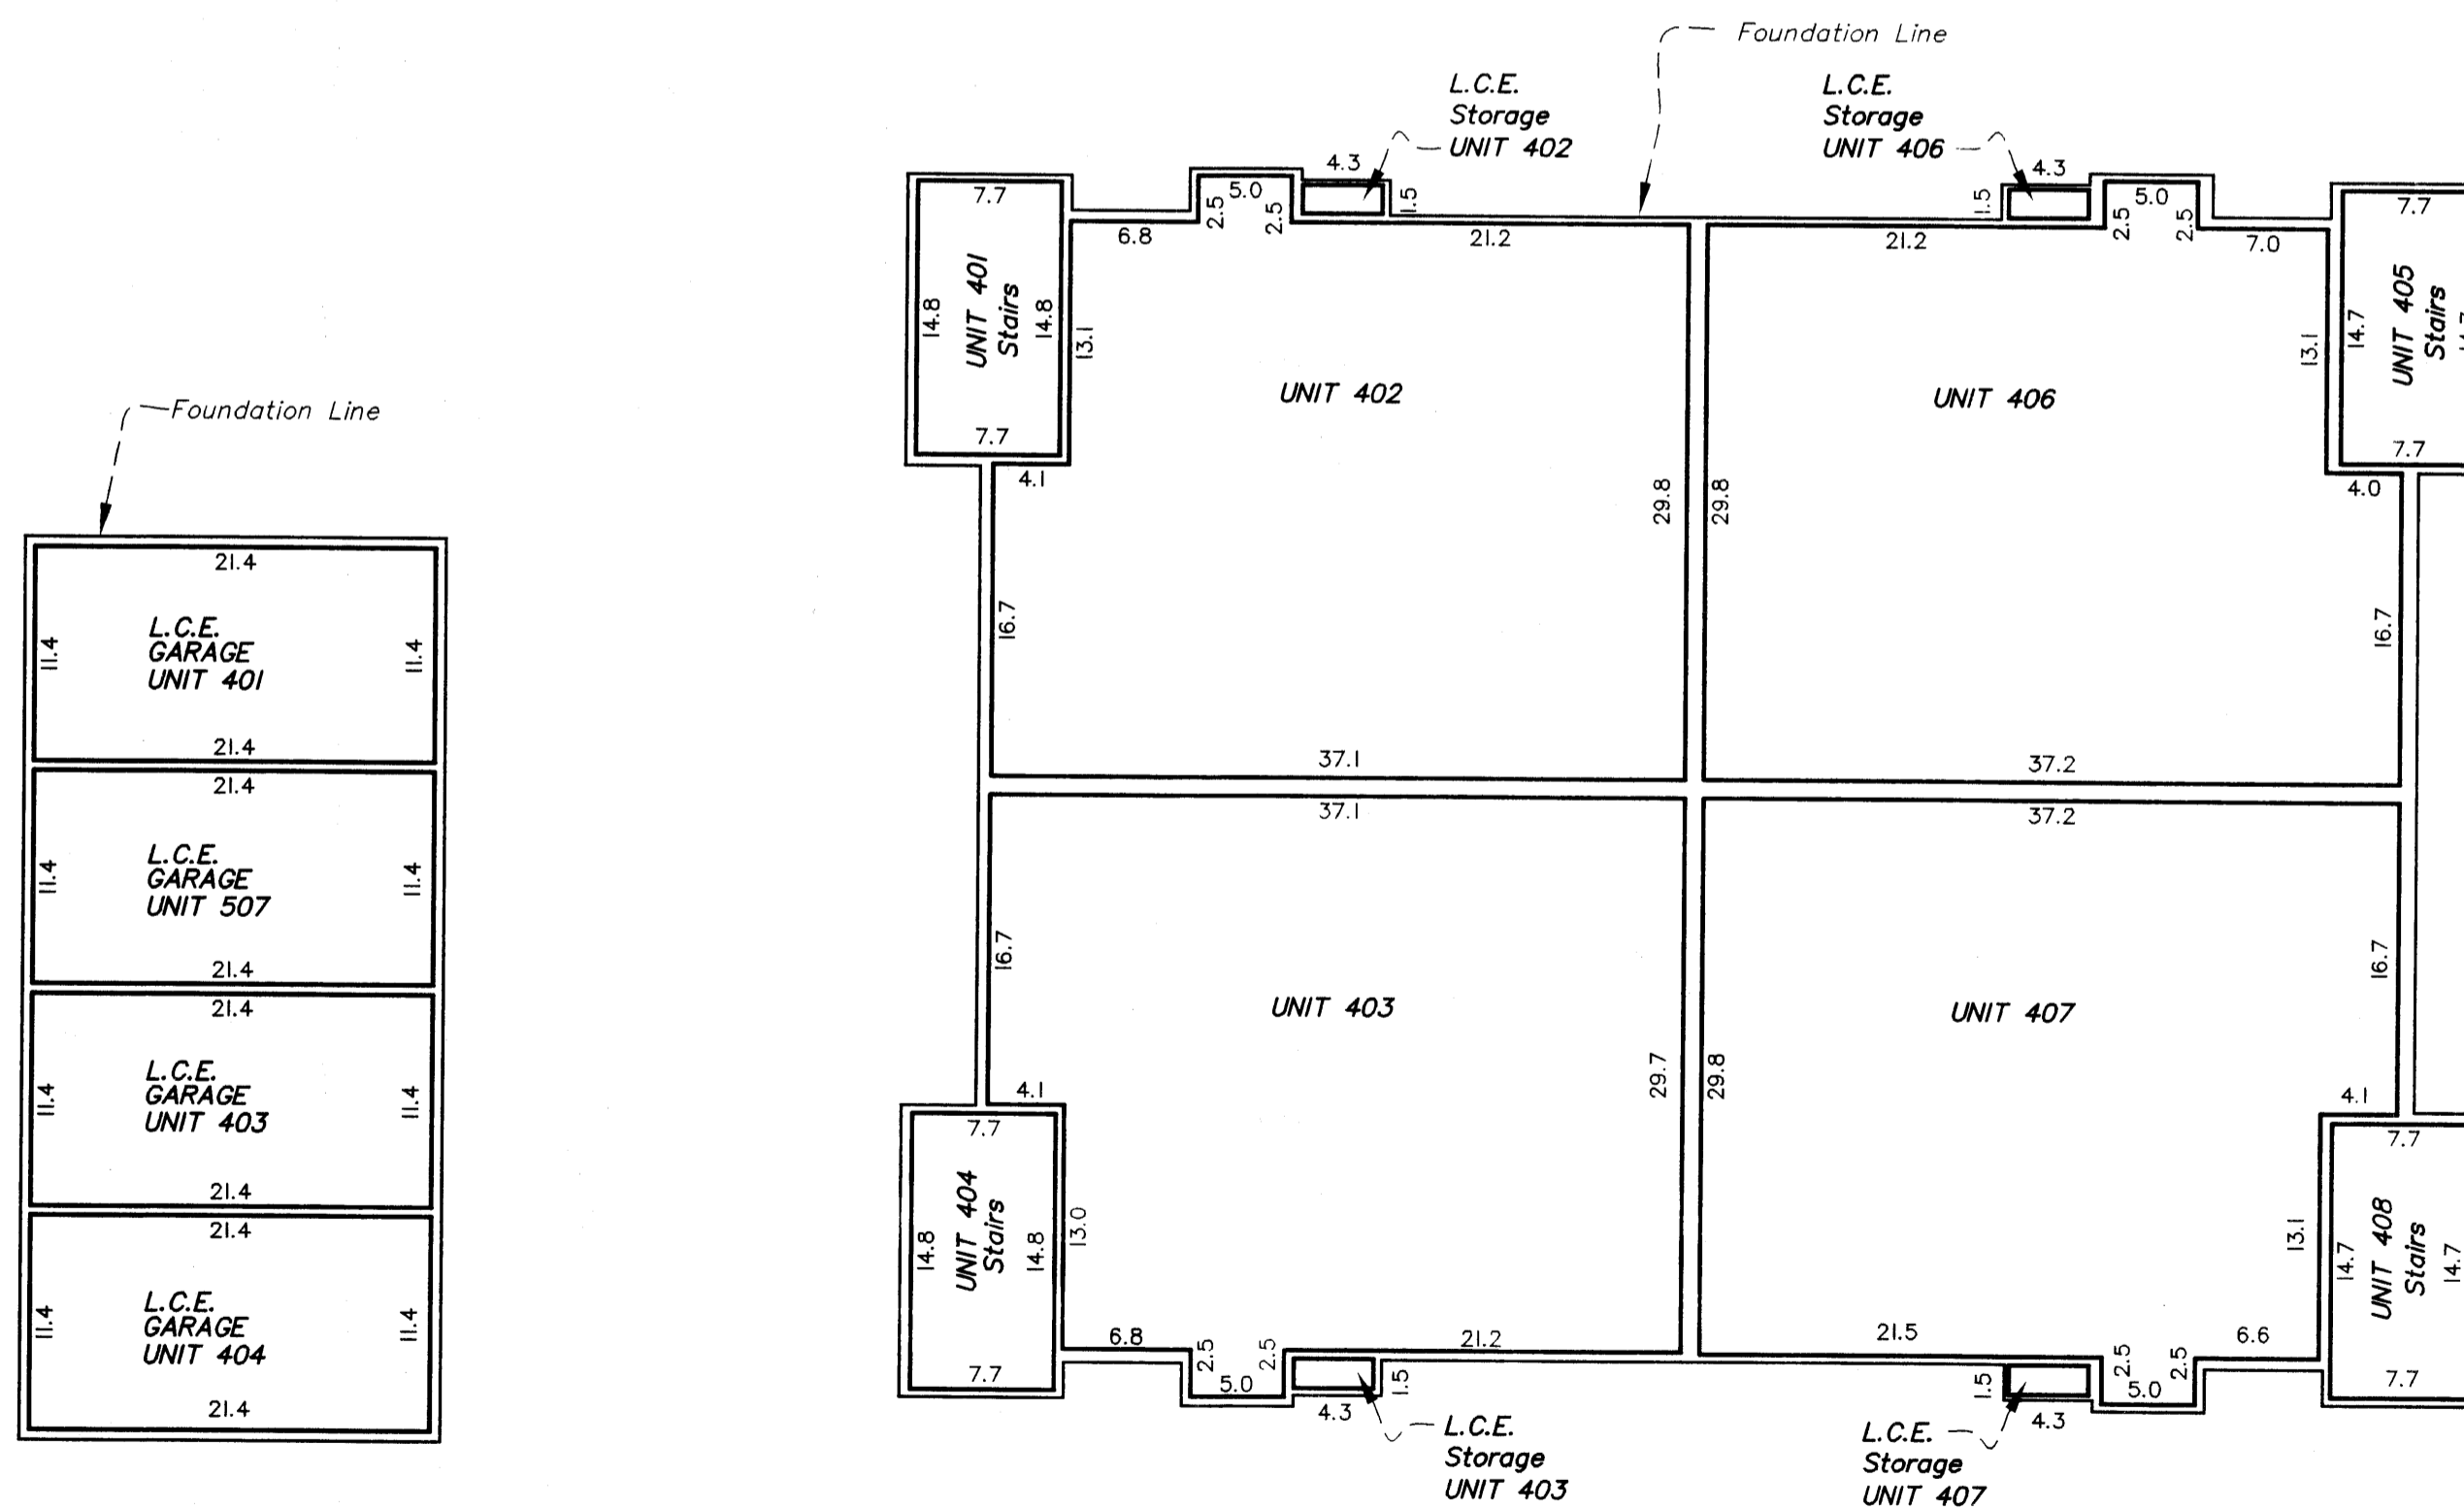 Foundation Line
L.C.E.
Storage
UNIT 402
L.C.E.
Storage
UNIT 406
4.3
4.3
7.7
5.0
2.5
2.5
1.5
6.8
21.2
1.5
5.0
2.5
2.5
21.2
7.0
7.7
UNIT 401
Stairs
14.8
14.8
13.1
7.7
4.1
UNIT 402
29.8
16.7
37.1
UNIT 406
29.8
13.1
14.7
UNIT 405
Stairs
7.7
4.0
16.7
37.2
Foundation Line
21.4
L.C.E.
GARAGE
UNIT 401
11.4
11.4
21.4
21.4
L.C.E.
GARAGE
UNIT 507
11.4
11.4
21.4
21.4
L.C.E.
GARAGE
UNIT 403
11.4
11.4
21.4
21.4
L.C.E.
GARAGE
UNIT 404
11.4
11.4
21.4
37.1
16.7
UNIT 403
29.7
4.1
7.7
UNIT 404
Stairs
14.8
14.8
13.0
7.7
6.8
2.5
2.5
5.0
21.2
1.5
4.3
L.C.E.
Storage
UNIT 403
37.2
16.7
UNIT 407
29.8
4.1
7.7
UNIT 408
Stairs
13.1
14.7
14.7
7.7
21.5
6.6
2.5
2.5
5.0
1.5
4.3
L.C.E.
Storage
UNIT 407